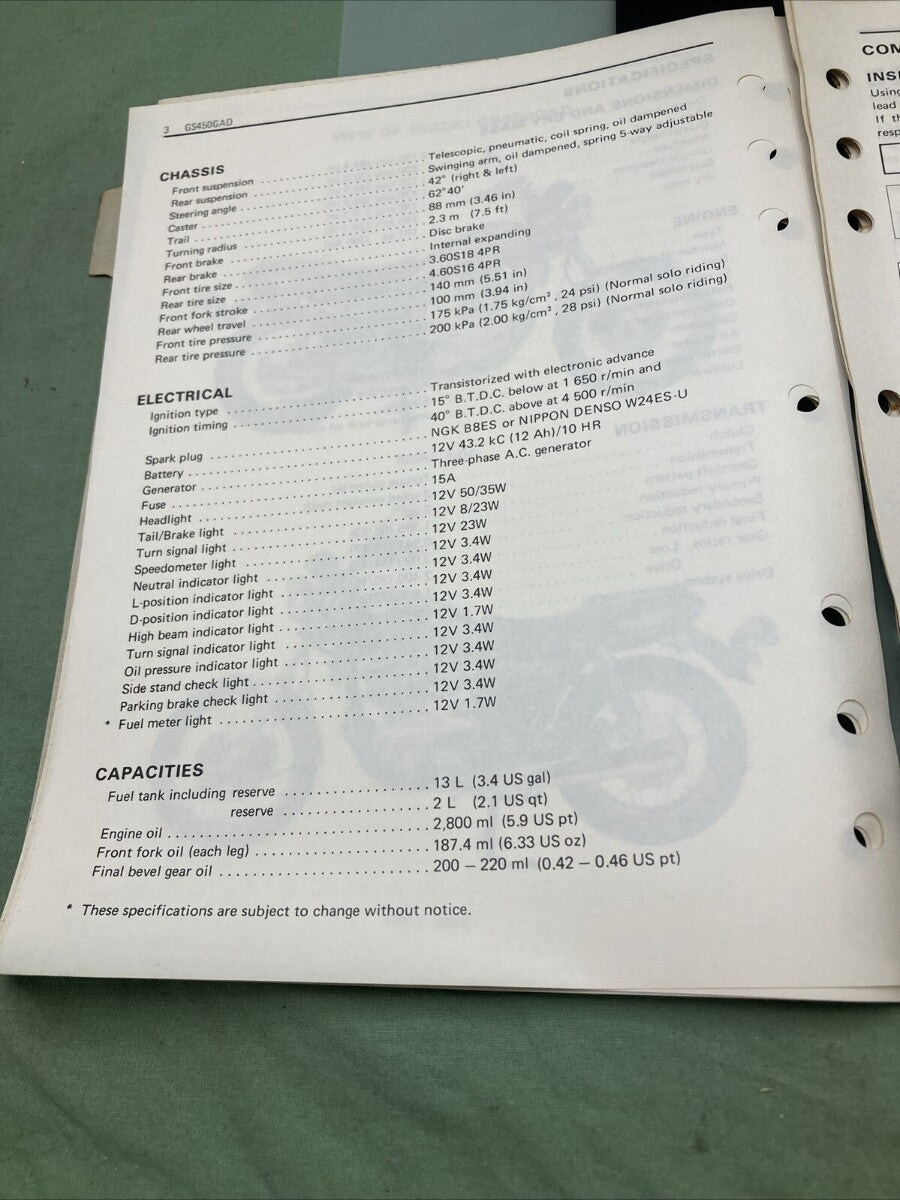 3 GS450GAD
CHASSIS
Front suspension . . . . . . . . . . . . . . . . . . . . Telescopic, pneumatic, coil spring, oil dampened
Rear suspension . . . . . . . . . . . . . . . . . . . . Swinging arm, oil dampened, spring 5-way adjustable
Steering angle . . . . . . . . . . . . . . . . . . . . 42° (right & left)
Caster . . . . . . . . . . . . . . . . . . . . 62°40'
Trail . . . . . . . . . . . . . . . . . . . . 88 mm (3.46 in)
Turning radius . . . . . . . . . . . . . . . . . . . . 2.3 m (7.5 ft)
Front brake . . . . . . . . . . . . . . . . . . . . Disc brake
Rear brake . . . . . . . . . . . . . . . . . . . . Internal expanding
Front tire size . . . . . . . . . . . . . . . . . . . . 3.60S18 4PR
Rear tire size . . . . . . . . . . . . . . . . . . . . 4.60S16 4PR
Front fork stroke . . . . . . . . . . . . . . . . . . . . 140 mm (5.51 in)
Rear wheel travel . . . . . . . . . . . . . . . . . . . . 100 mm (3.94 in)
Front tire pressure . . . . . . . . . . . . . . . . . . . . 175 kPa (1.75 kg/cm², 24 psi) (Normal solo riding)
Rear tire pressure . . . . . . . . . . . . . . . . . . . . 200 kPa (2.00 kg/cm², 28 psi) (Normal solo riding)
ELECTRICAL
Ignition type . . . . . . . . . . . . . . . . . . . . Transistorized with electronic advance
Ignition timing . . . . . . . . . . . . . . . . . . . . 15° B.T.D.C. below at 1 650 r/min and
40° B.T.D.C. above at 4 500 r/min
Spark plug . . . . . . . . . . . . . . . . . . . . NGK B8ES or NIPPON DENSO W24ES-U
Battery . . . . . . . . . . . . . . . . . . . . 12V 43.2 kC (12 Ah)/10 HR
Generator . . . . . . . . . . . . . . . . . . . . Three-phase A.C. generator
Fuse . . . . . . . . . . . . . . . . . . . . 15A
Headlight . . . . . . . . . . . . . . . . . . . . 12V 50/35W
Tail/Brake light . . . . . . . . . . . . . . . . . . . . 12V 8/23W
Turn signal light . . . . . . . . . . . . . . . . . . . . 12V 23W
Speedometer light . . . . . . . . . . . . . . . . . . . . 12V 3.4W
Neutral indicator light . . . . . . . . . . . . . . . . . . . . 12V 3.4W
L-position indicator light . . . . . . . . . . . . . . . . . . 12V 3.4W
D-position indicator light . . . . . . . . . . . . . . . . . . 12V 3.4W
High beam indicator light . . . . . . . . . . . . . . . . . . 12V 1.7W
Turn signal indicator light . . . . . . . . . . . . . . . . . . 12V 3.4W
Oil pressure indicator light . . . . . . . . . . . . . . . . . . 12V 3.4W
Side stand check light . . . . . . . . . . . . . . . . . . . . 12V 3.4W
Parking brake check light . . . . . . . . . . . . . . . . . . 12V 3.4W
* Fuel meter light . . . . . . . . . . . . . . . . . . . . 12V 1.7W
CAPACITIES
Fuel tank including reserve . . . . . . . . . . . . . . . . . . 13 L (3.4 US gal)
reserve . . . . . . . . . . . . . . . . . . 2 L (2.1 US qt)
Engine oil . . . . . . . . . . . . . . . . . . . . 2,800 ml (5.9 US pt)
Front fork oil (each leg) . . . . . . . . . . . . . . . . . . . . 187.4 ml (6.33 US oz)
Final bevel gear oil . . . . . . . . . . . . . . . . . . . . 200 – 220 ml (0.42 – 0.46 US pt)
* These specifications are subject to change without notice.
COM
INS
Using
lead
If th
resp